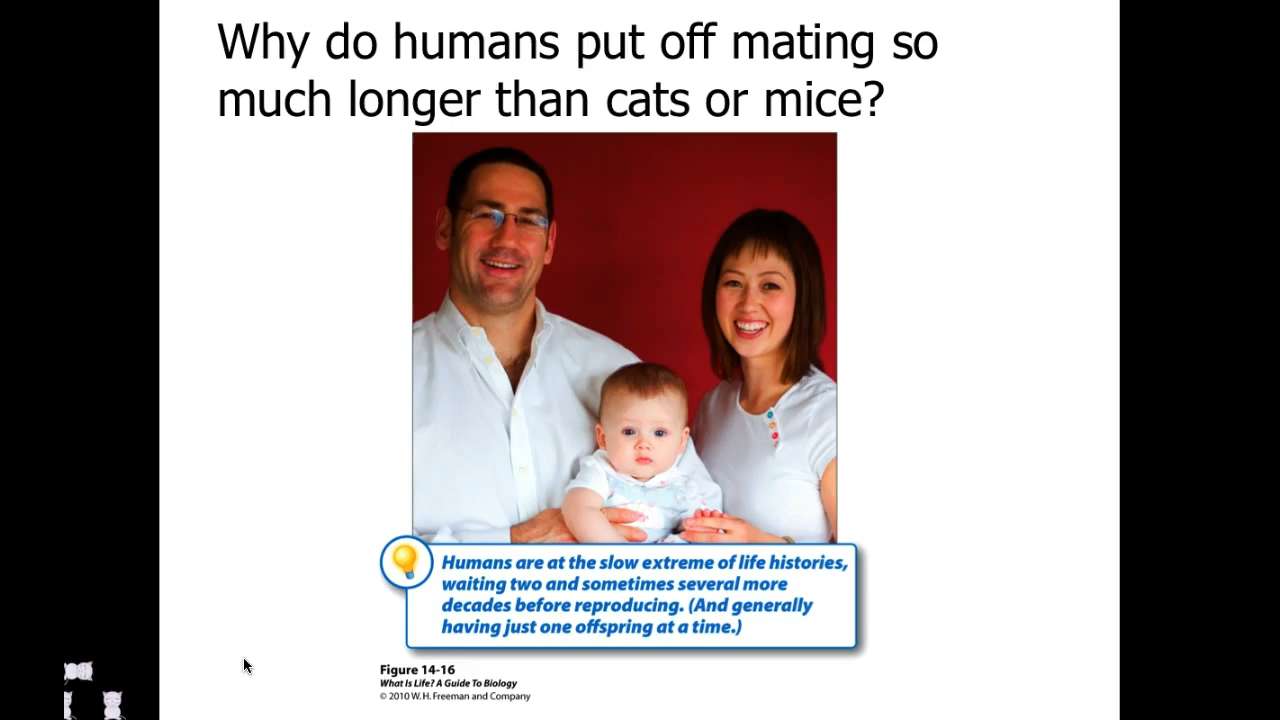 Why do humans put off mating so
much longer than cats or mice?
Humans are at the slow extreme of life histories,
waiting two and sometimes several more
decades before reproducing. (And generally
having just one offspring at a time.)
Figure 14-16
What Is Life? A Guide To Biology
© 2010 W. H. Freeman and Company